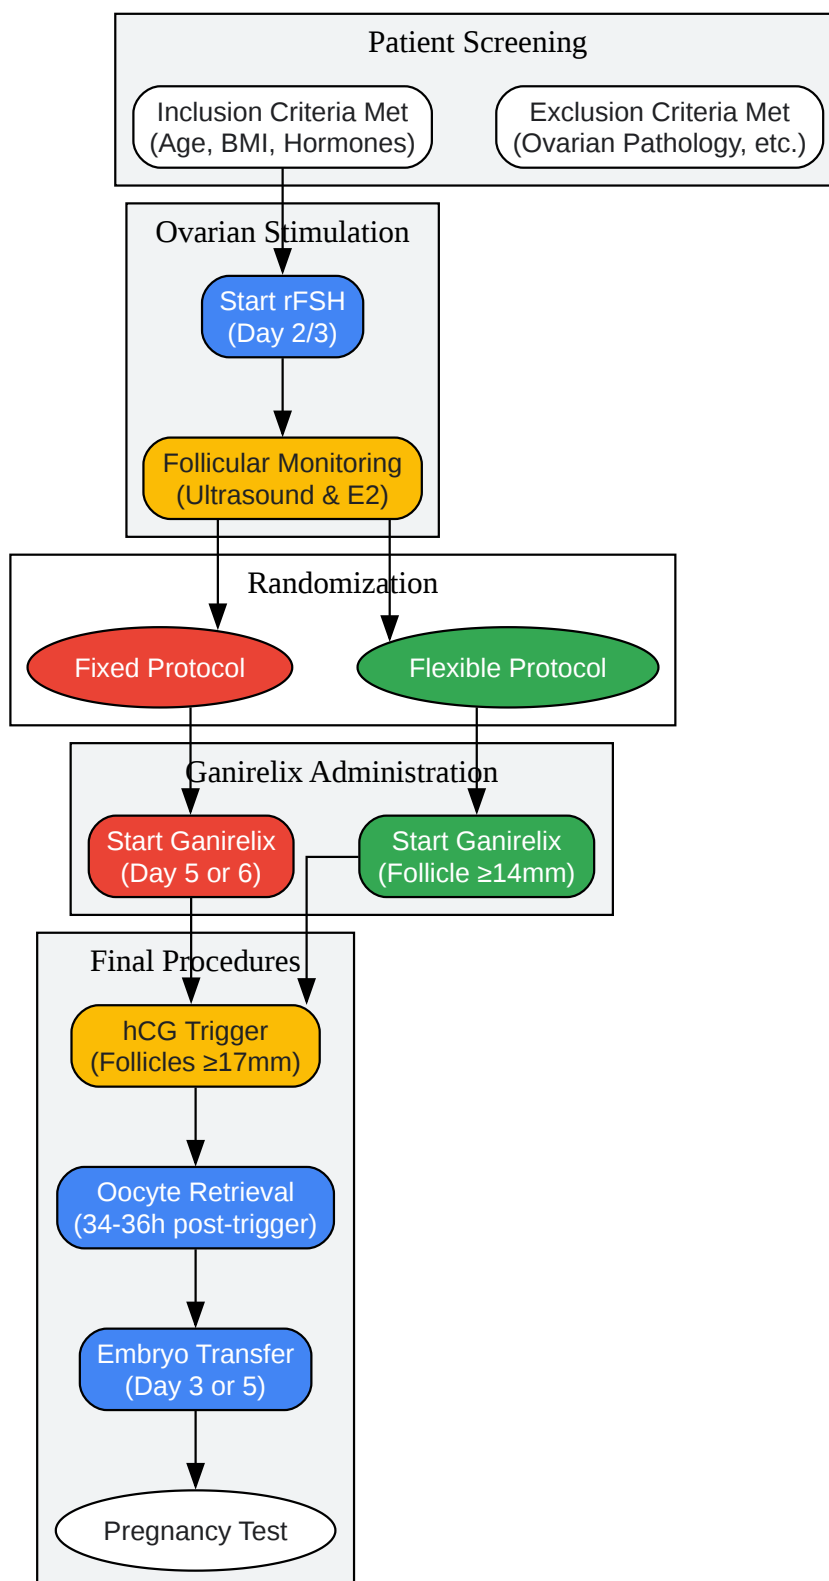 Patient Screening
Inclusion Criteria Met
(Age, BMI, Hormones)
Exclusion Criteria Met
(Ovarian Pathology, etc.)
Ovarian Stimulation
Start rFSH
(Day 2/3)
Follicular Monitoring
(Ultrasound & E2)
Randomization
Fixed Protocol
Flexible Protocol
Ganirelix Administration
Start Ganirelix
(Day 5 or 6)
Start Ganirelix
(Follicle ≥14mm)
Final Procedures
hCG Trigger
(Follicles ≥17mm)
Oocyte Retrieval
(34-36h post-trigger)
Embryo Transfer
(Day 3 or 5)
Pregnancy Test